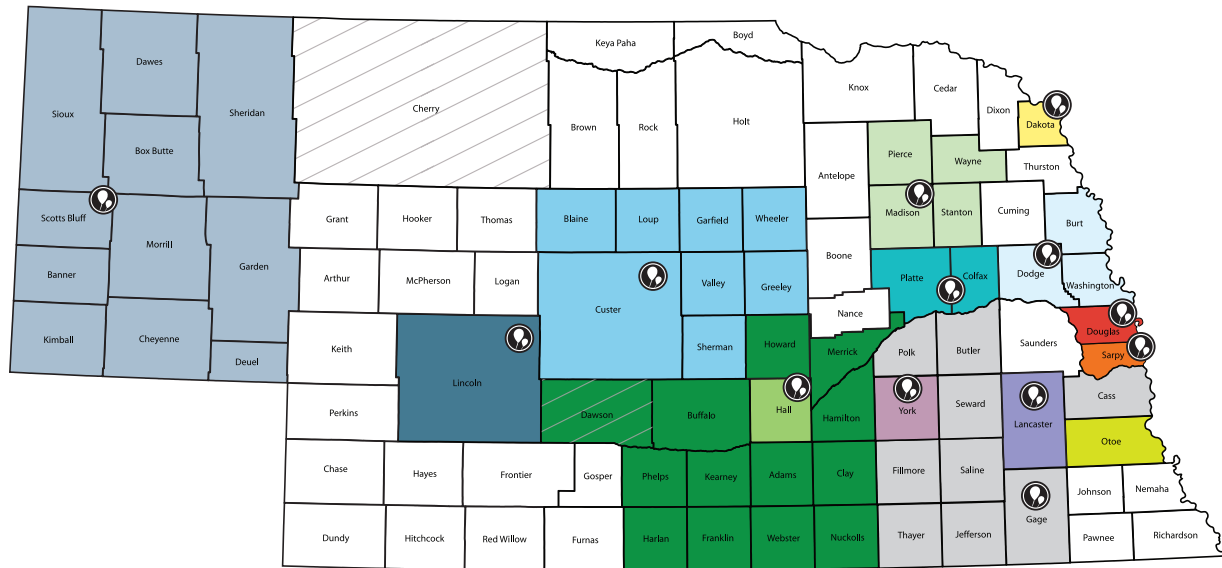 Keya Paha
Boyd
Dawes
Sioux
Sheridan
Cherry
Knox
Cedar
Dixon
Dakota
Brown
Rock
Holt
Box Butte
Pierce
Wayne
Thurston
Antelope
Scotts Bluff
Grant
Hooker
Thomas
Blaine
Loup
Garfield
Wheeler
Madison
Stanton
Cuming
Burt
Morrill
Garden
Boone
Banner
Arthur
McPherson
Logan
Custer
Valley
Greeley
Platte
Colfax
Dodge
Washington
Nance
Kimball
Cheyenne
Deuel
Keith
Lincoln
Sherman
Howard
Merrick
Polk
Butler
Saunders
Douglas
Sarpy
Perkins
Dawson
Buffalo
Hall
Hamilton
York
Seward
Lancaster
Cass
Otoe
Chase
Hayes
Frontier
Gosper
Phelps
Kearney
Adams
Clay
Fillmore
Saline
Gage
Johnson
Nemaha
Dundy
Hitchcock
Red Willow
Furnas
Harlan
Franklin
Webster
Nuckolls
Thayer
Jefferson
Pawnee
Richardson